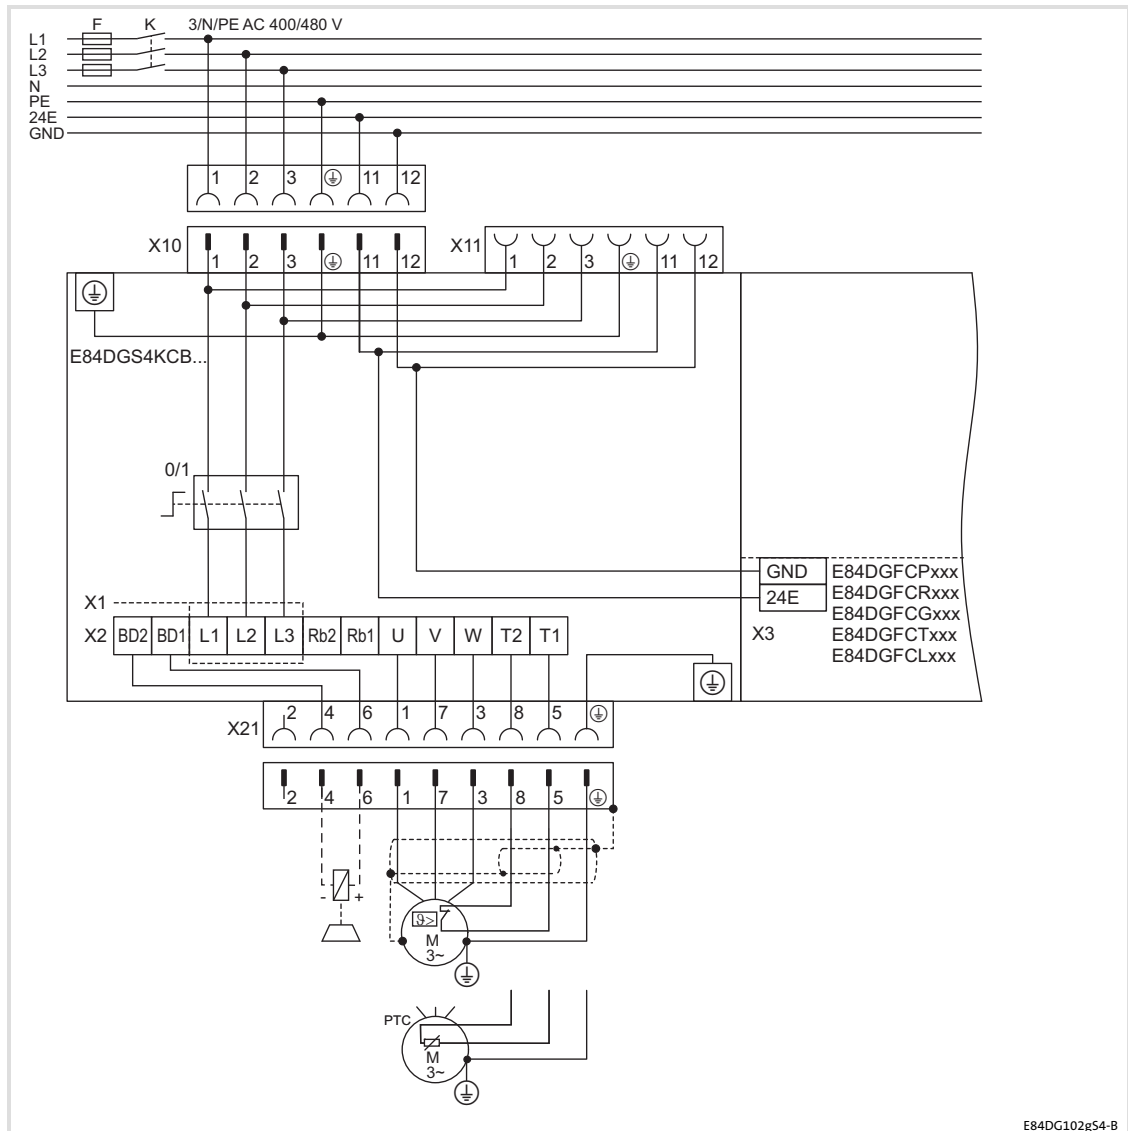 F K 3/N/PE AC 400/480 V
L1
L2
L3
N
PE
24E
GND
1 2 3 11 12
X10 X11
1 2 3 11 12 1 2 3 11 12
E84DGS4KCB...
0/1
GND E84DGFCPxxx
24E E84DGFCRxxx
E84DGFCGxxx
X3 E84DGFCTxxx
E84DGFCLxxx
X1
X2 BD2 BD1 L1 L2 L3 Rb2 Rb1 U V W T2 T1
X21 2 4 6 1 7 3 8 5
2 4 6 1 7 3 8 5
- +
ϑ>
M
3~
PTC
M
3~
E84DG102gS4-B